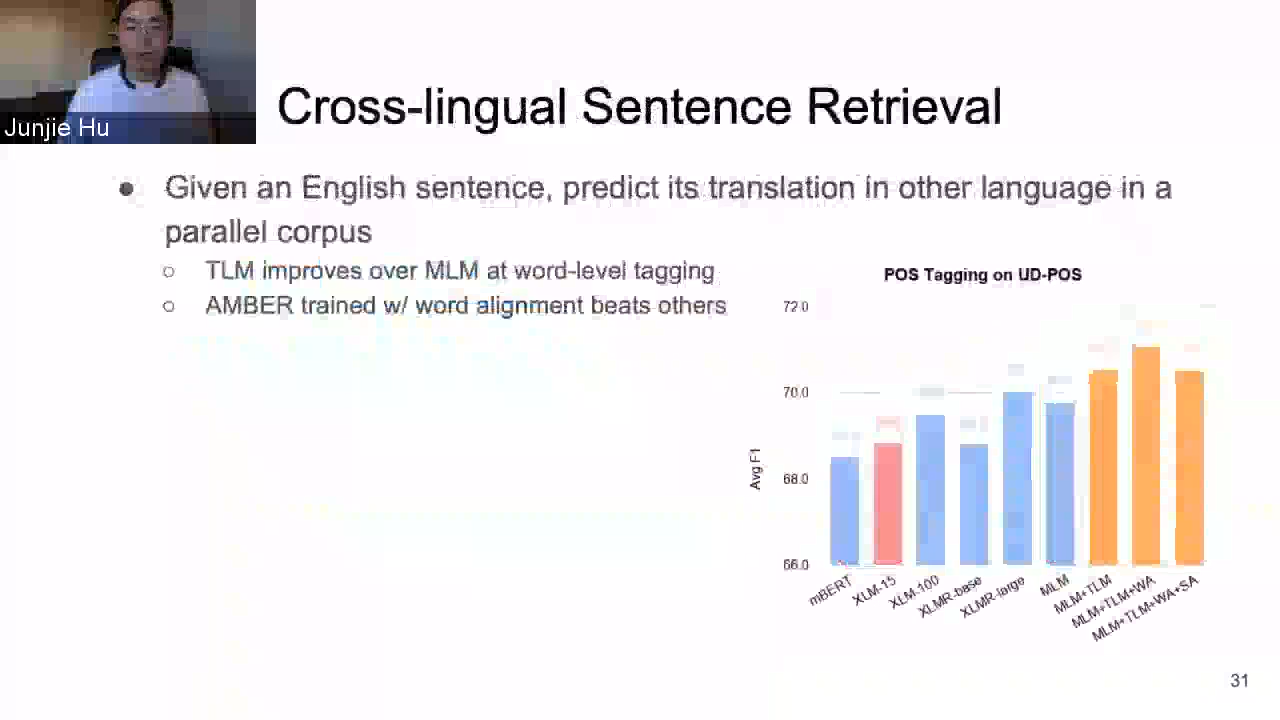 Junjie Hu
Cross-lingual Sentence Retrieval
● Given an English sentence, predict its translation in other language in a
parallel corpus
○ TLM improves over MLM at word-level tagging
○ AMBER trained w/ word alignment beats others
POS Tagging on UD-POS
72.0
70.0
68.0
66.0
Avg F1
mBERT
XLM-15
XLM-100
XLMR-base
XLMR-large
MLM
MLM+TLM
MLM+TLM+WA
MLM+TLM+WA+SA
31